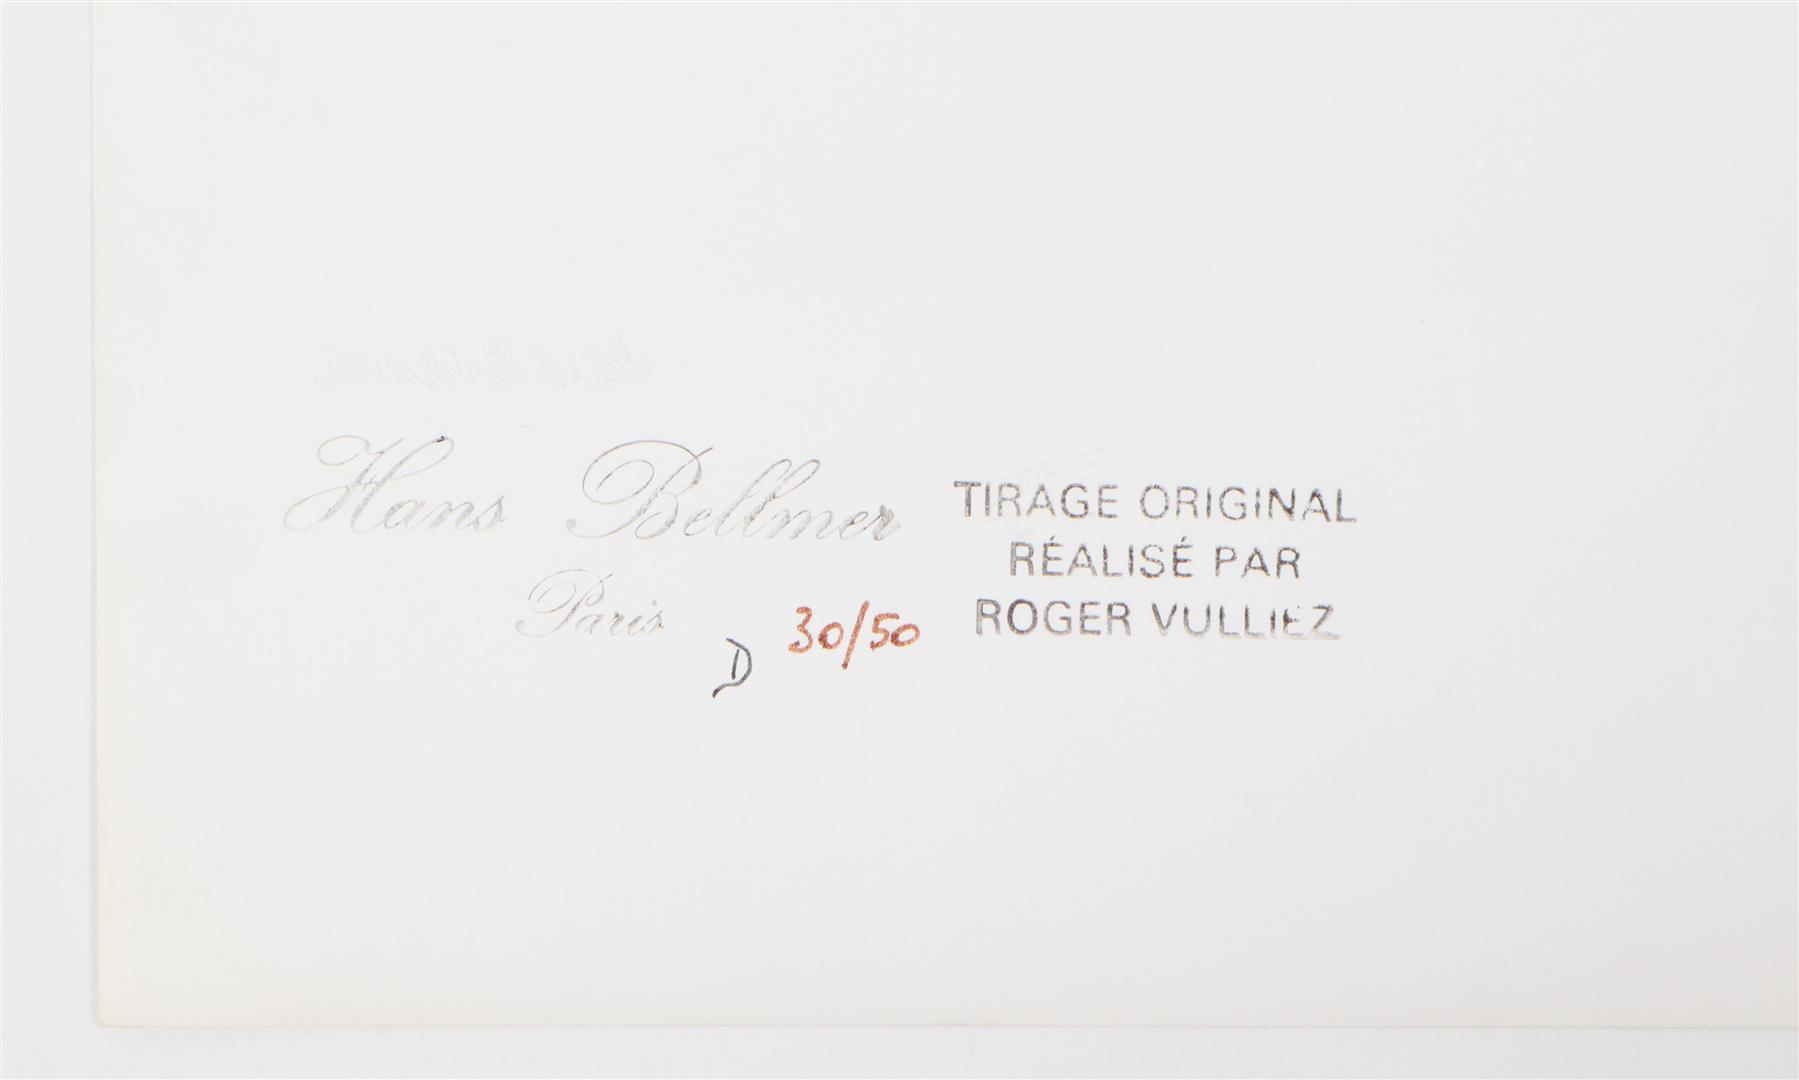 Hans Bellmer
Paris
D 30/50
TIRAGE ORIGINAL
RÉALISÉ PAR
ROGER VULLIEZ